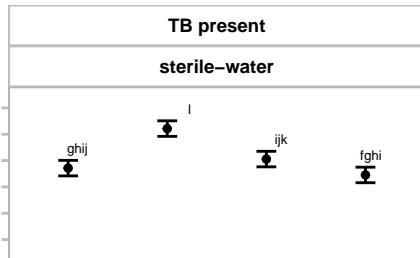 TB present
sterile−water
l
ghij
ijk
fghi